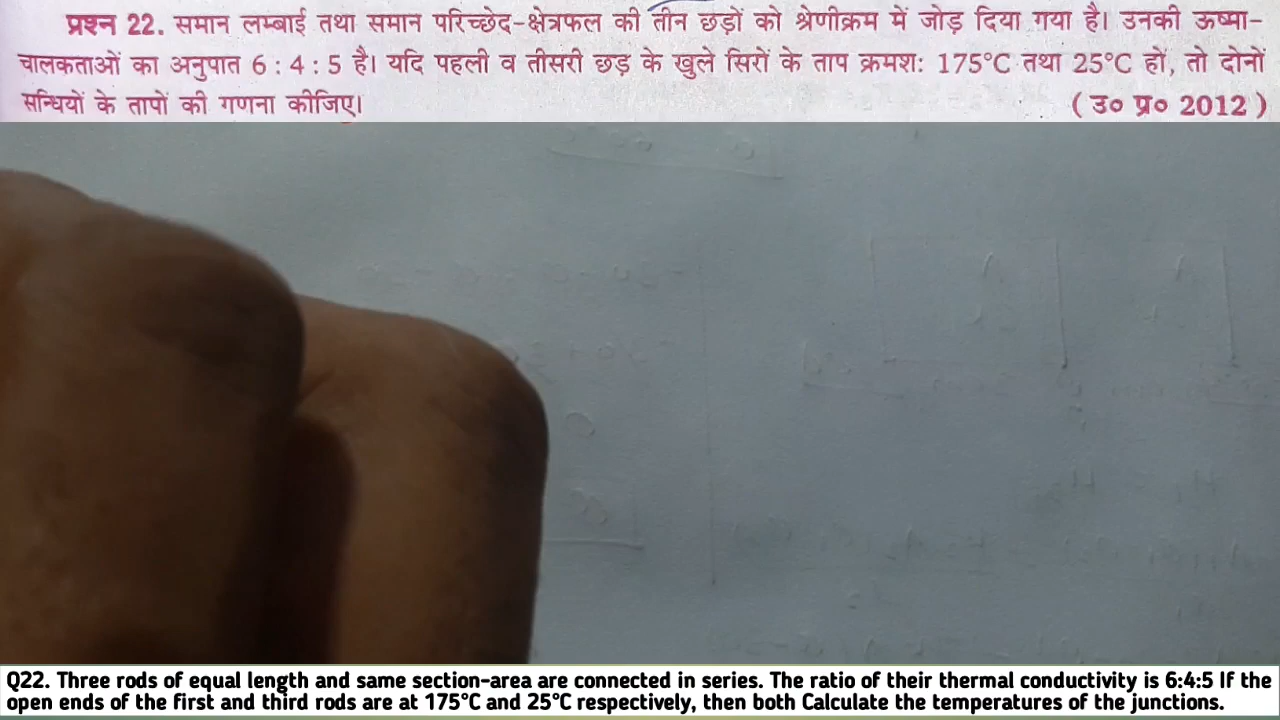 प्रश्न 22. समान लम्बाई तथा समान परिच्छेद-क्षेत्रफल की तीन छड़ों को श्रेणीक्रम में जोड़ दिया गया है। उनकी ऊष्मा-
चालकताओं का अनुपात 6 : 4 : 5 है। यदि पहली व तीसरी छड़ के खुले सिरों के ताप क्रमश: 175°C तथा 25°C हों, तो दोनों
सन्धियों के तापों की गणना कीजिए। ( उ० प्र० 2012 )
Q22. Three rods of equal length and same section-area are connected in series. The ratio of their thermal conductivity is 6:4:5 If the
open ends of the first and third rods are at 175°C and 25°C respectively, then both Calculate the temperatures of the junctions.